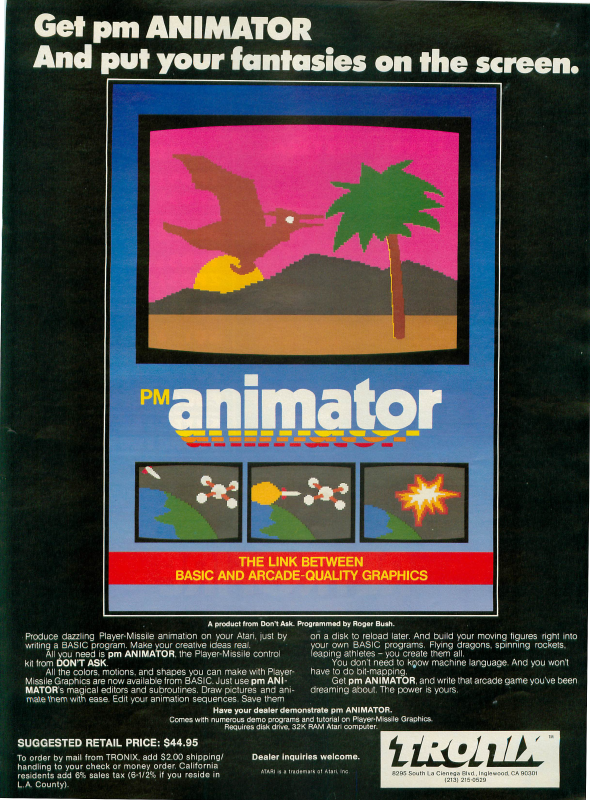 Get pm ANIMATOR
And put your fantasies on the screen.
PM animator
THE LINK BETWEEN
BASIC AND ARCADE-QUALITY GRAPHICS
A product from Don't Ask. Programmed by Roger Bush.
Produce dazzling Player-Missile animation on your Atari, just by
writing a BASIC program. Make your creative ideas real.
All you need is pm ANIMATOR, the Player-Missile control
kit from DON'T ASK.
All the colors, motions, and shapes you can make with Player-
Missile Graphics are now available from BASIC. Just use pm ANI-
MATOR's magical editors and subroutines. Draw pictures and ani-
mate them with ease. Edit your animation sequences. Save them
on a disk to reload later. And build your moving figures right into
your own BASIC programs. Flying dragons, spinning rockets,
leaping athletes – you create them all.
You don't need to know machine language. And you won't
have to do bit-mapping.
Get pm ANIMATOR, and write that arcade game you've been
dreaming about. The power is yours.
Have your dealer demonstrate pm ANIMATOR.
Comes with numerous demo programs and tutorial on Player-Missile Graphics.
Requires disk drive, 32K RAM Atari computer.
SUGGESTED RETAIL PRICE: $44.95
To order by mail from TRONIX, add $2.00 shipping/
handling to your check or money order. California
residents add 6% sales tax (6-1/2% if you reside in
L.A. County).
Dealer inquiries welcome.
ATARI is a trademark of Atari, Inc.
TRONIX TM
8295 South La Cienega Blvd., Inglewood, CA 90301
(213) 215-0529